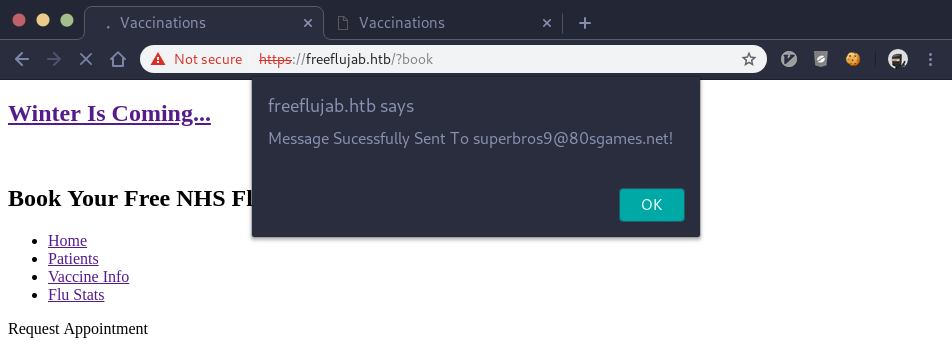 Vaccinations
Vaccinations
Not secure https://freeflujab.htb/?book
freeflujab.htb says
Message Sucessfully Sent To superbros9@80sgames.net!
OK
Winter Is Coming...
Book Your Free NHS Fl
Home
Patients
Vaccine Info
Flu Stats
Request Appointment